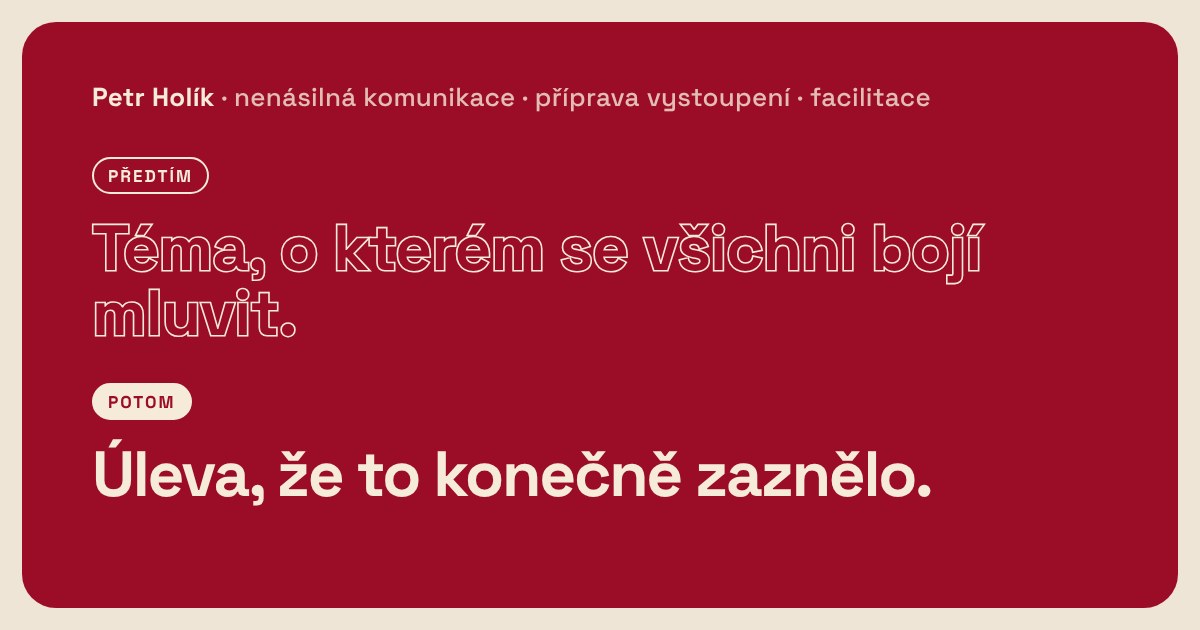 Petr Holík · nenásilná komunikace · příprava vystoupení · facilitace
PŘEDTÍM
Téma, o kterém se všichni bojí
mluvit.
POTOM
Úleva, že to konečně zaznělo.